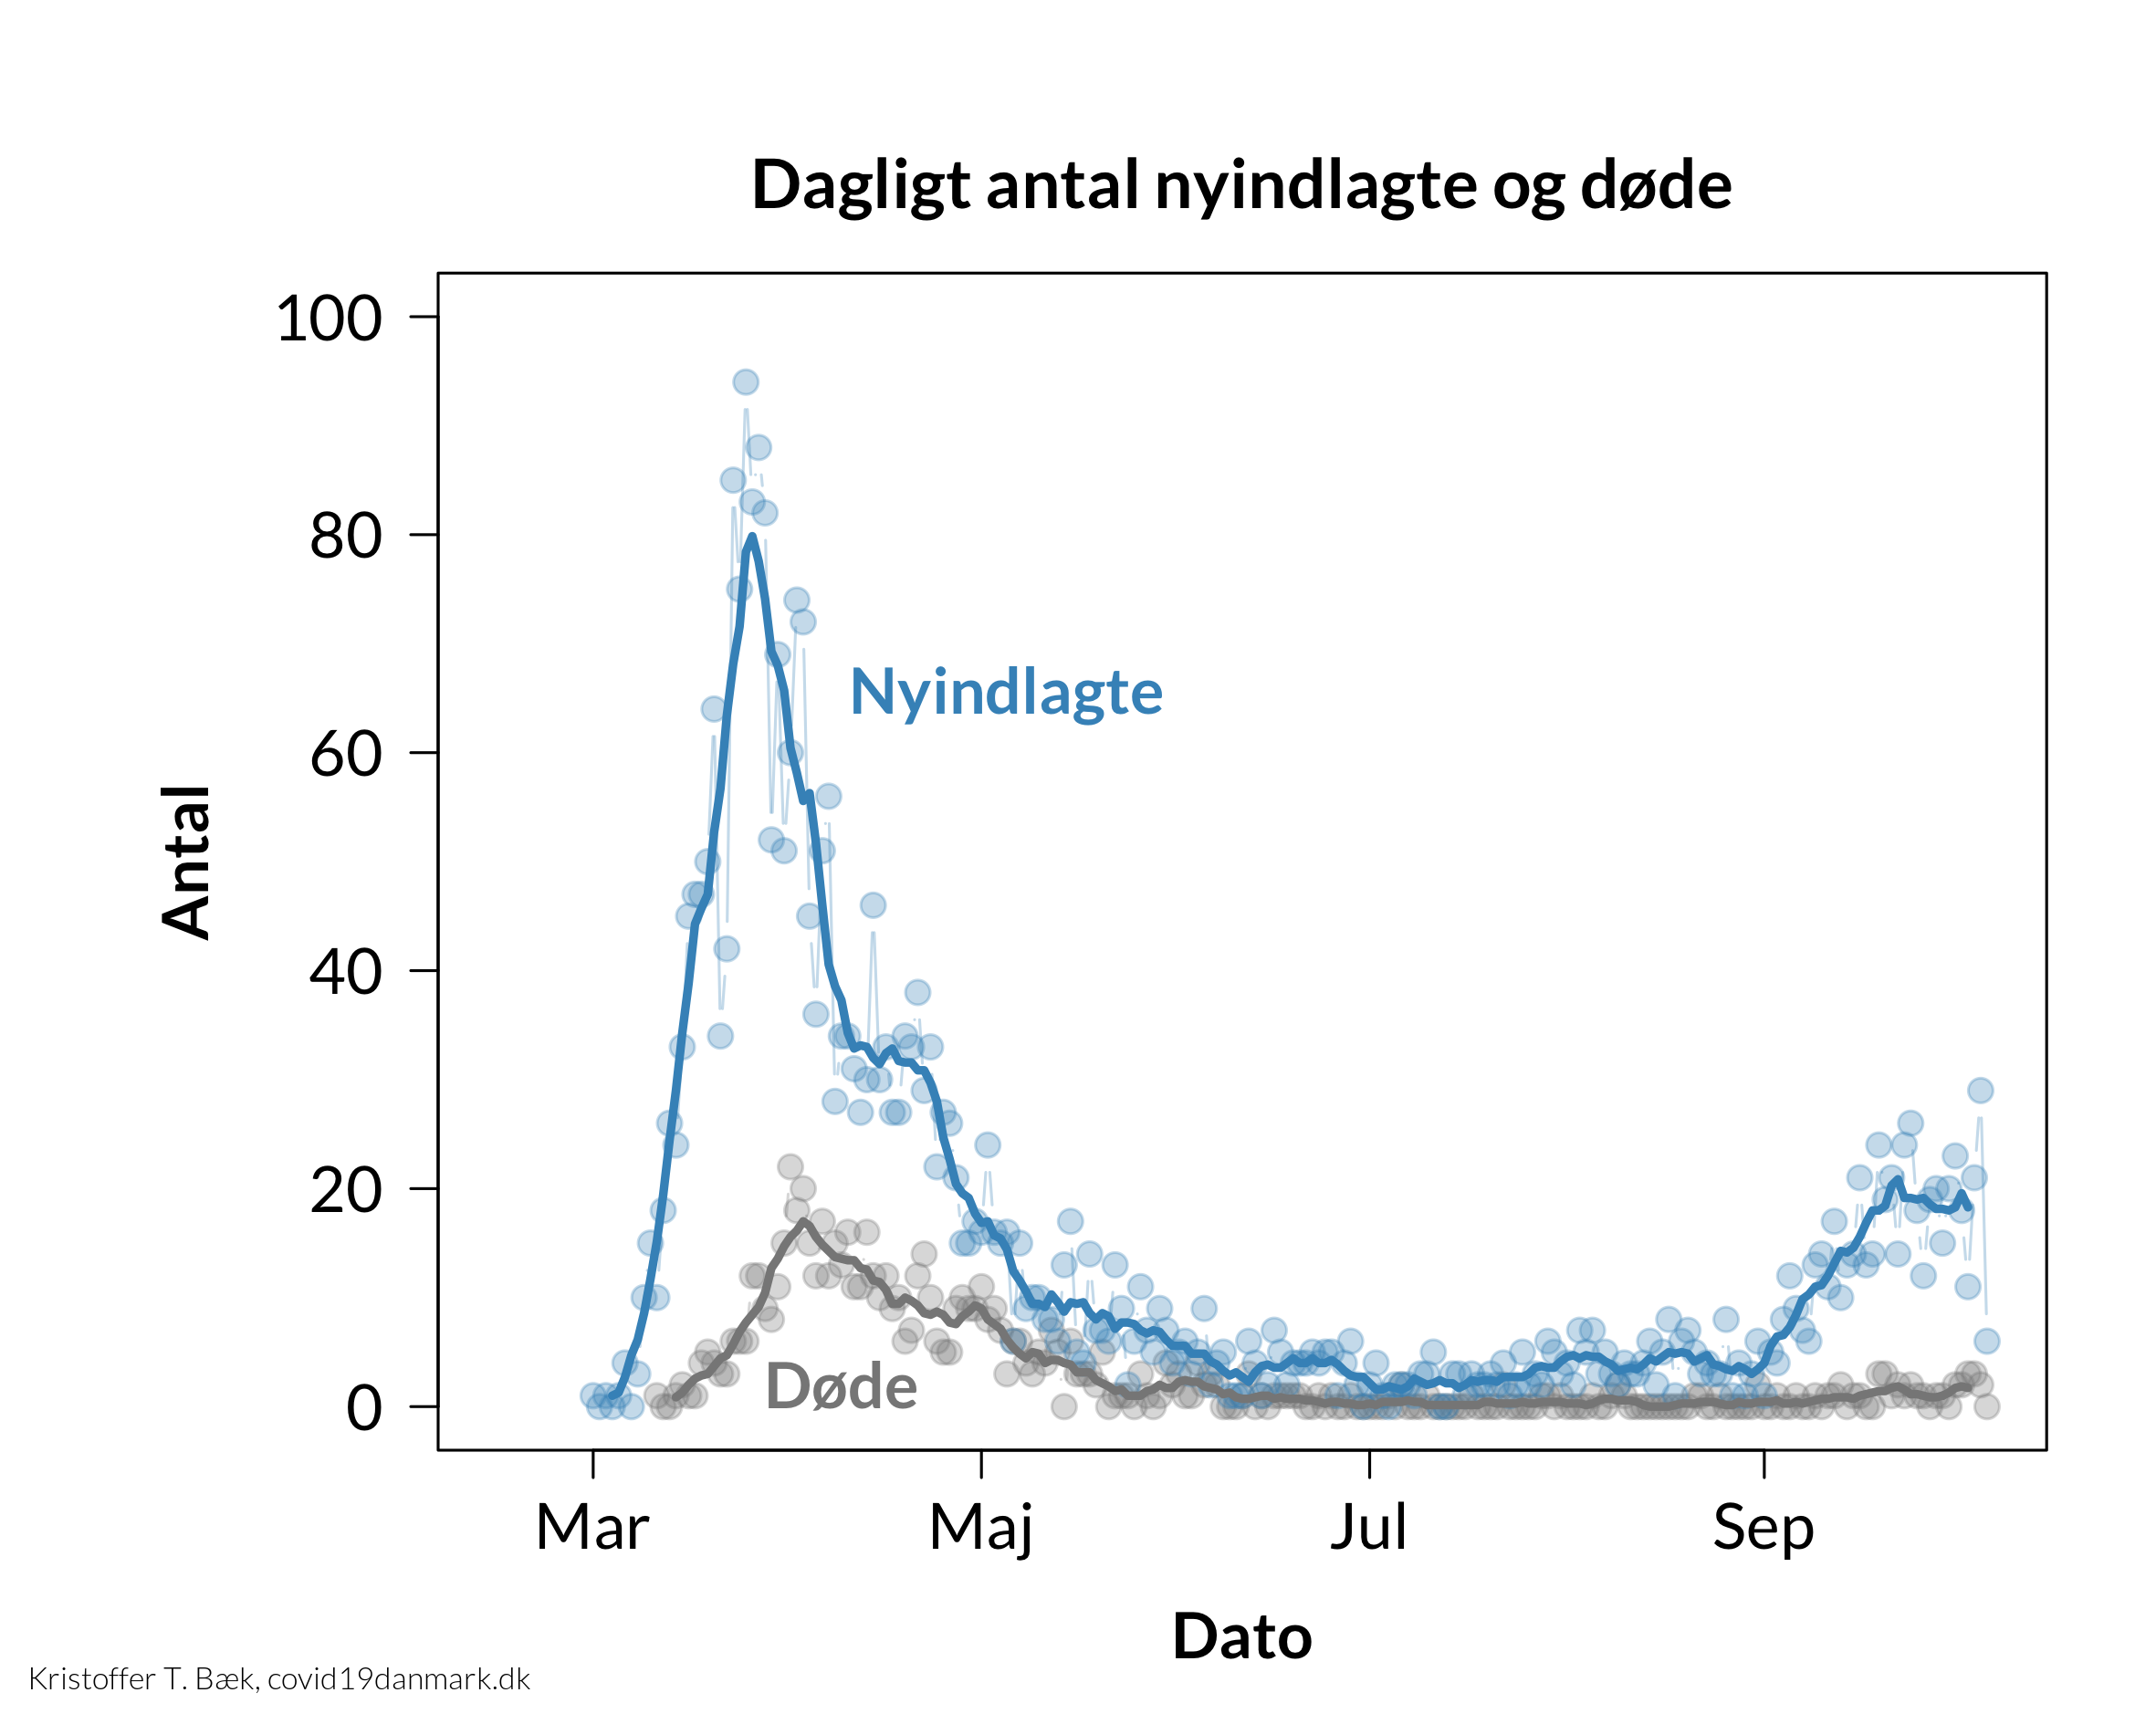 Dagligt antal nyindlagte og døde
Antal
100
80
60
40
20
0
Nyindlagte
Døde
Mar Maj Jul Sep
Dato
Kristoffer T. Bæk, covid19danmark.dk